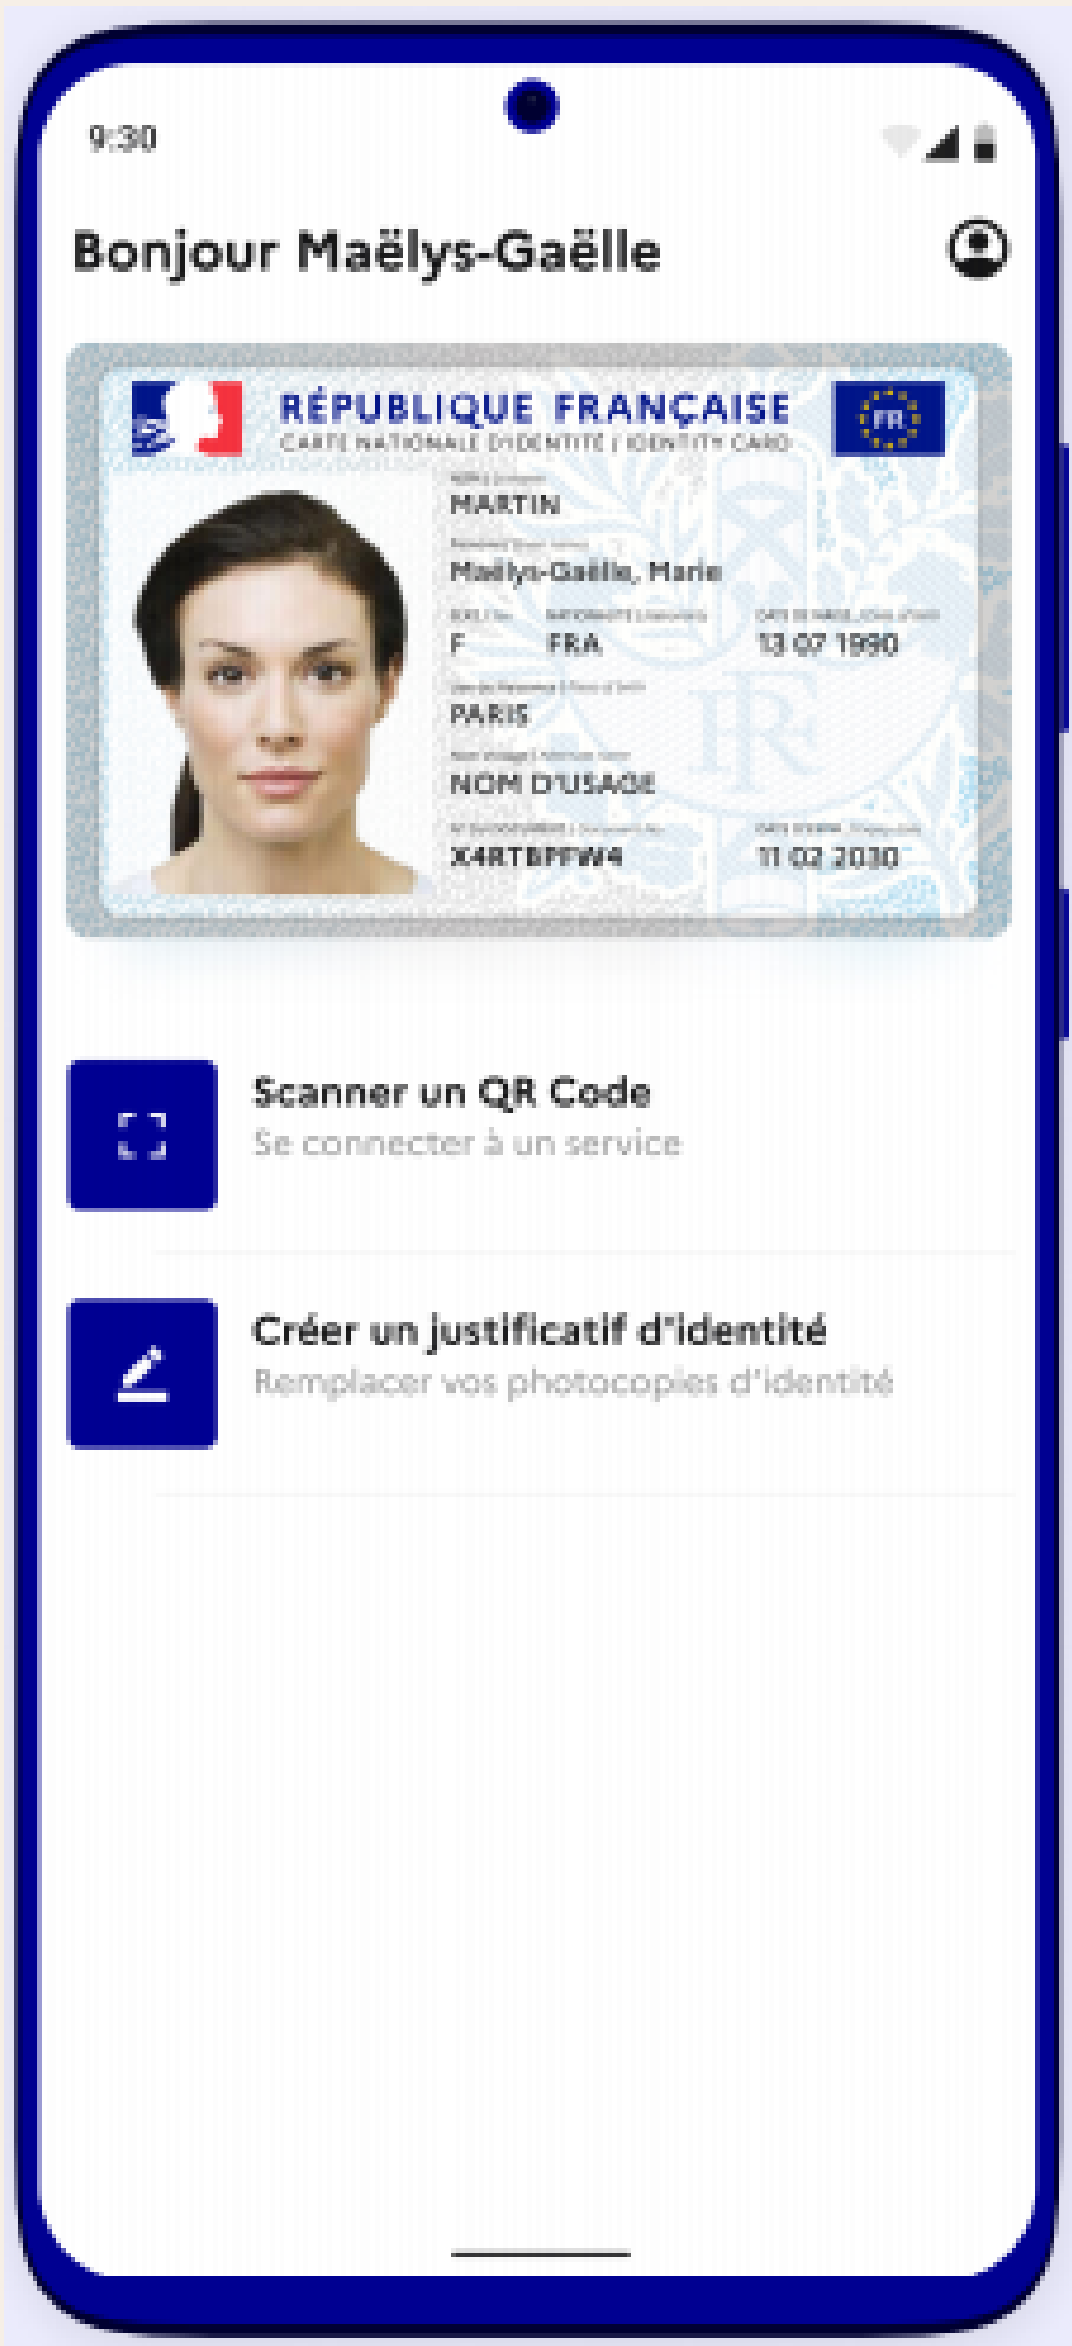 9:30
Bonjour Maëlys-Gaëlle
RÉPUBLIQUE FRANÇAISE
CARTE NATIONALE D'IDENTITÉ / IDENTITY CARD
FR
MARTIN
Maëlys-Gaëlle, Marie
F FRA 13 07 1990
PARIS
NOM D'USAGE
11 02 2030
Scanner un QR Code
Se connecter à un service
Créer un justificatif d'identité
Remplacer vos photocopies d'identité